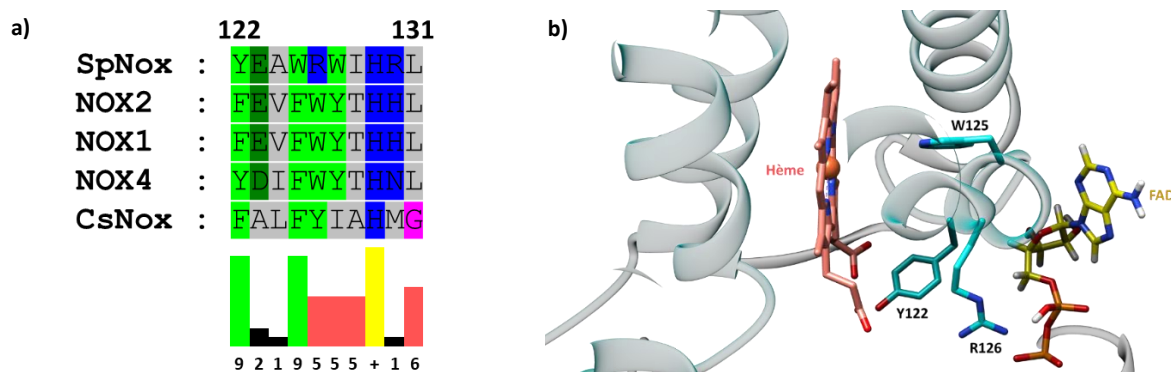 a)
122 131
SpNox : YEAWRWIHRL
NOX2 : FEVFWYTHHL
NOX1 : FEVFWYTHHL
NOX4 : YDIFWYTHNL
CsNox : FALFYIAHMG
9 2 1 9 5 5 5 + 1 6
b)
W125
Hème
FAD
Y122
R126